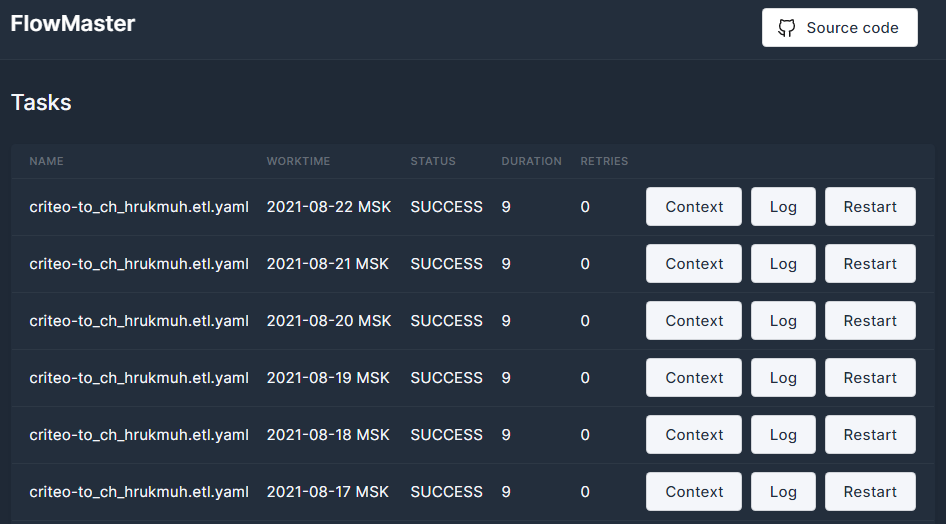 FlowMaster
Source code
Tasks
NAME WORKTIME STATUS DURATION RETRIES
criteo-to_ch_hrukmuh.etl.yaml 2021-08-22 MSK SUCCESS 9 0 Context Log Restart
criteo-to_ch_hrukmuh.etl.yaml 2021-08-21 MSK SUCCESS 9 0 Context Log Restart
criteo-to_ch_hrukmuh.etl.yaml 2021-08-20 MSK SUCCESS 9 0 Context Log Restart
criteo-to_ch_hrukmuh.etl.yaml 2021-08-19 MSK SUCCESS 9 0 Context Log Restart
criteo-to_ch_hrukmuh.etl.yaml 2021-08-18 MSK SUCCESS 9 0 Context Log Restart
criteo-to_ch_hrukmuh.etl.yaml 2021-08-17 MSK SUCCESS 9 0 Context Log Restart